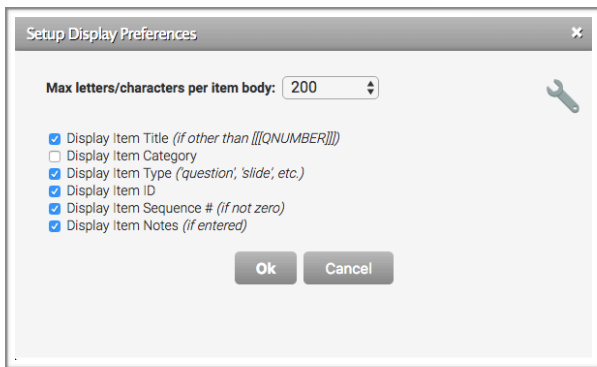 Setup Display Preferences
Max letters/characters per item body: 200
Display Item Title (if other than [[[QNUMBER]]])
Display Item Category
Display Item Type ('question', 'slide', etc.)
Display Item ID
Display Item Sequence # (if not zero)
Display Item Notes (if entered)
Ok Cancel